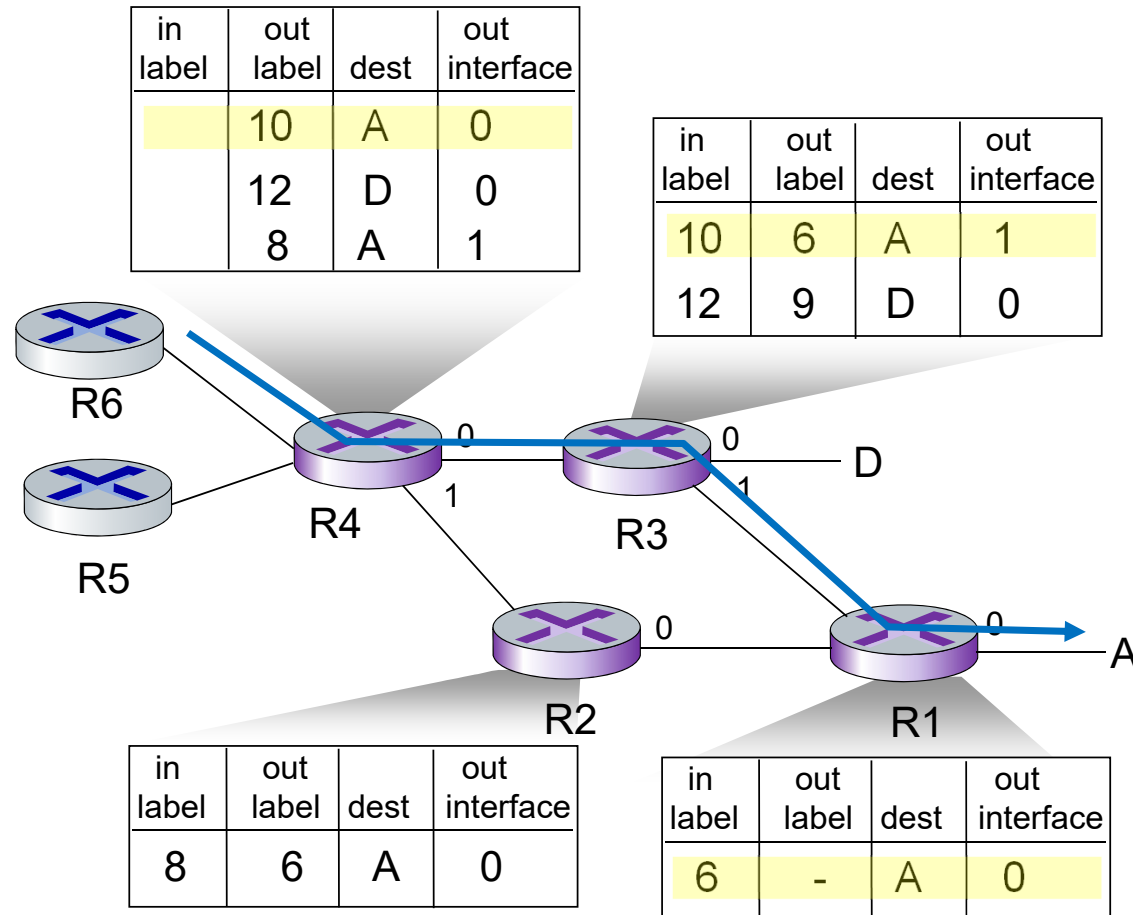 in out out
label label dest interface
10 A 0
12 D 0
8 A 1
in out out
label label dest interface
10 6 A 1
12 9 D 0
R6
0
0
D
1
1
R4
R3
R5
0
0
A
R2
R1
in out out
label label dest interface
8 6 A 0
in out out
label label dest interface
6 - A 0